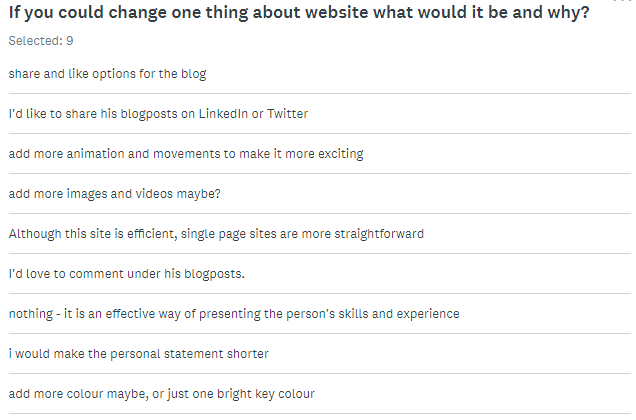 If you could change one thing about website what would it be and why?
Selected: 9
share and like options for the blog
I'd like to share his blogposts on LinkedIn or Twitter
add more animation and movements to make it more exciting
add more images and videos maybe?
Although this site is efficient, single page sites are more straightforward
I'd love to comment under his blogposts.
nothing - it is an effective way of presenting the person's skills and experience
i would make the personal statement shorter
add more colour maybe, or just one bright key colour